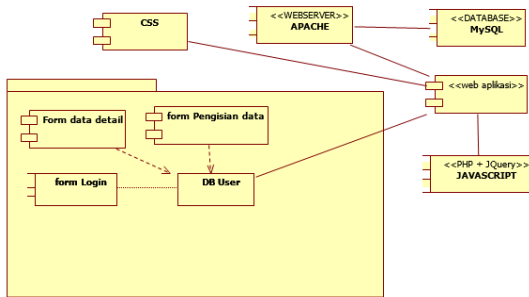 CSS
<<WEBSERVER>>
APACHE
<<DATABASE>>
MySQL
<<web aplikasi>>
Form data detail
form Pengisian data
form Login
DB User
<<PHP + JQuery>>
JAVASCRIPT